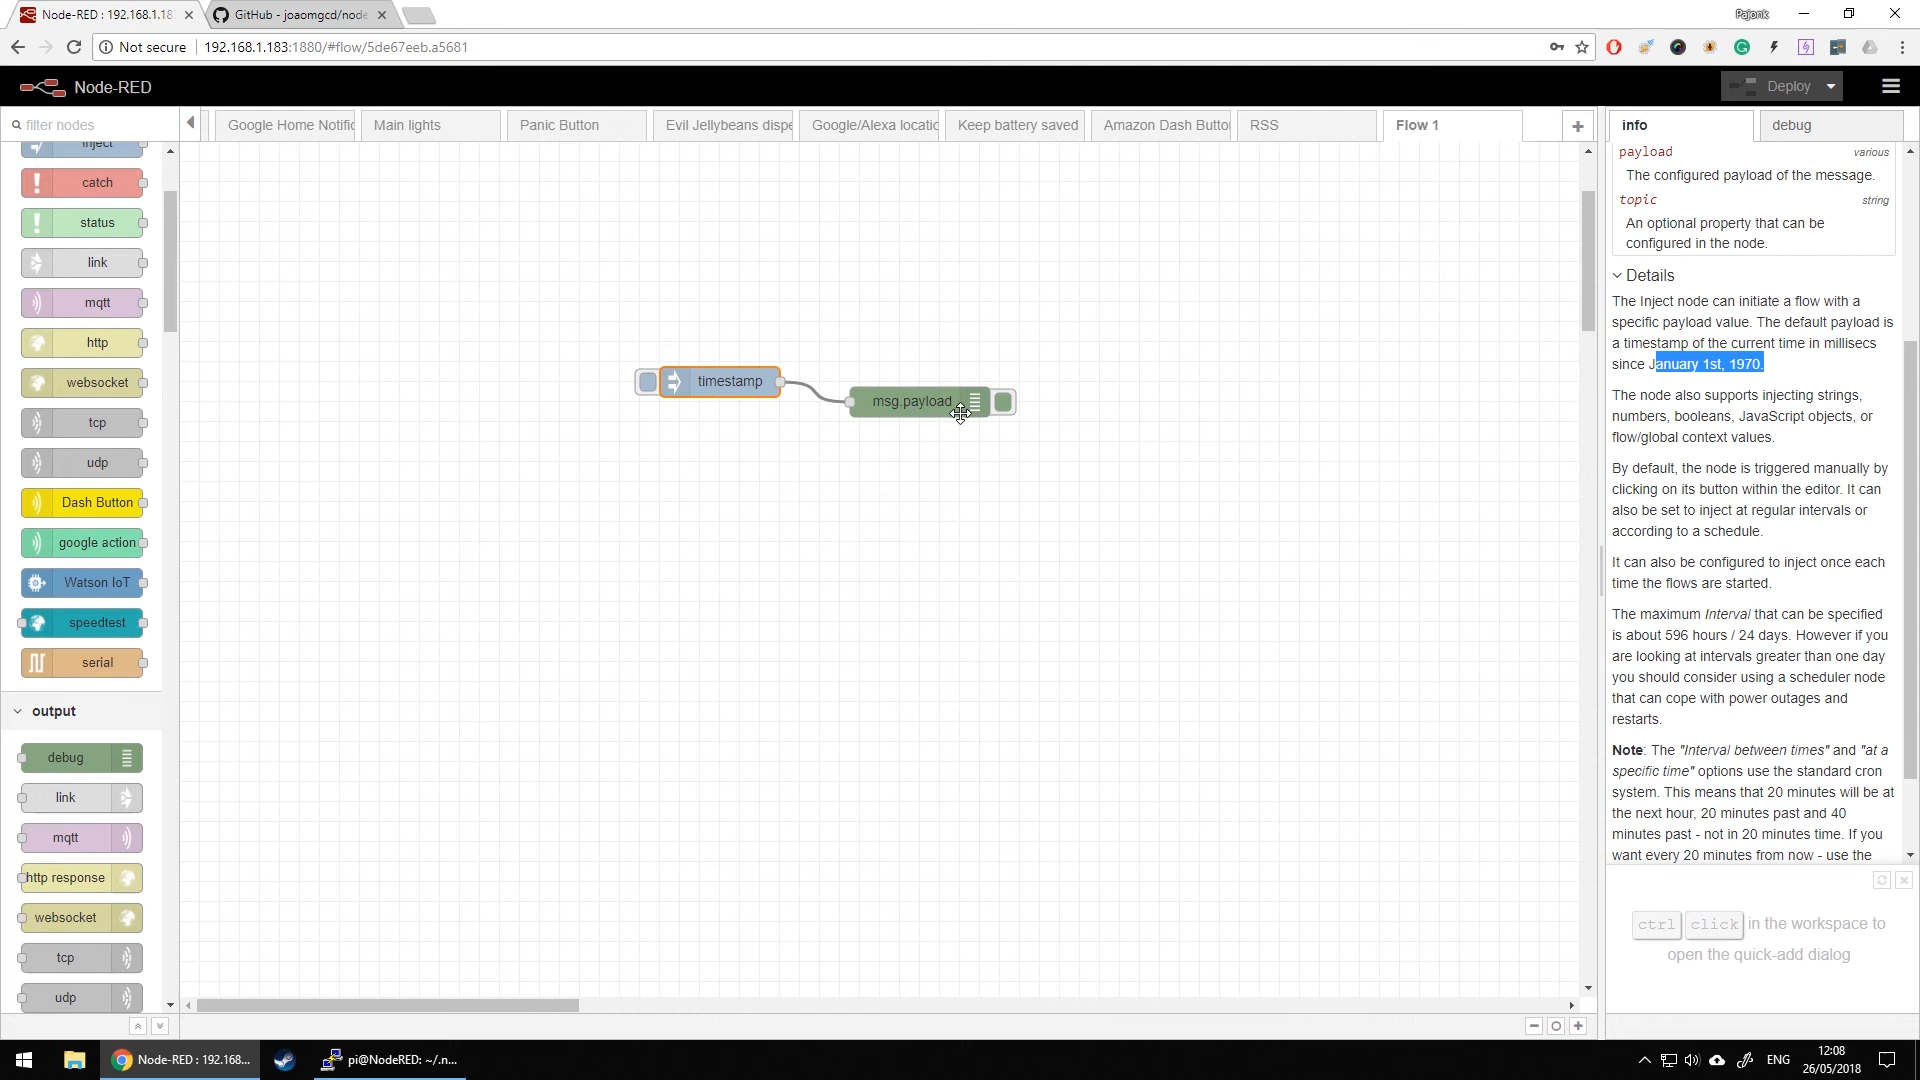 Node-RED : 192.168.1.18
GitHub - joaomgcd/node
Pajonk
Not secure
192.168.1.183:1880/#flow/5de67eeb.a5681
Node-RED
Deploy
filter nodes
Google Home Notific
Main lights
Panic Button
Evil Jellybeans dispe
Google/Alexa locatio
Keep battery saved
Amazon Dash Butto
RSS
Flow 1
info
debug
inject
catch
status
link
mqtt
http
websocket
tcp
udp
Dash Button
google action
Watson IoT
speedtest
serial
output
debug
link
mqtt
http response
websocket
tcp
udp
timestamp
msg.payload
payload various
The configured payload of the message.
topic string
An optional property that can be
configured in the node.
Details
The Inject node can initiate a flow with a
specific payload value. The default payload is
a timestamp of the current time in millisecs
since January 1st, 1970.
The node also supports injecting strings,
numbers, booleans, JavaScript objects, or
flow/global context values.
By default, the node is triggered manually by
clicking on its button within the editor. It can
also be set to inject at regular intervals or
according to a schedule.
It can also be configured to inject once each
time the flows are started.
The maximum Interval that can be specified
is about 596 hours / 24 days. However if you
are looking at intervals greater than one day
you should consider using a scheduler node
that can cope with power outages and
restarts.
Note: The "Interval between times" and "at a
specific time" options use the standard cron
system. This means that 20 minutes will be at
the next hour, 20 minutes past and 40
minutes past - not in 20 minutes time. If you
want every 20 minutes from now - use the
ctrl click in the workspace to
open the quick-add dialog
Node-RED : 192.168...
pi@NodeRED: ~/.n...
ENG
12:08
26/05/2018